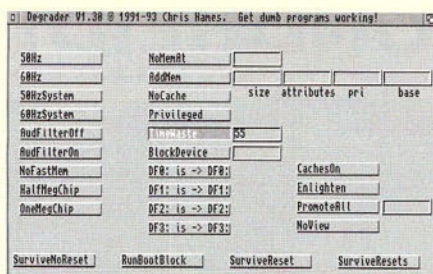 Degrader V1.30 @ 1991-93 Chris Hames. Get dumb programs working!
50Hz
60Hz
50HzSystem
60HzSystem
AudFilterOff
AudFilterOn
NoFastMem
HalfMegChip
OneMegChip
NoMemAt
AddMem
size attributes pri base
NoCache
Privileged
TimeWaste 55
BlockDevice
DF0: is -> DF0:
DF1: is -> DF1:
DF2: is -> DF2:
DF3: is -> DF3:
CachesOn
Enlighten
PromoteAll
NoView
SurviveNoReset RunBootBlock SurviveReset SurviveResets